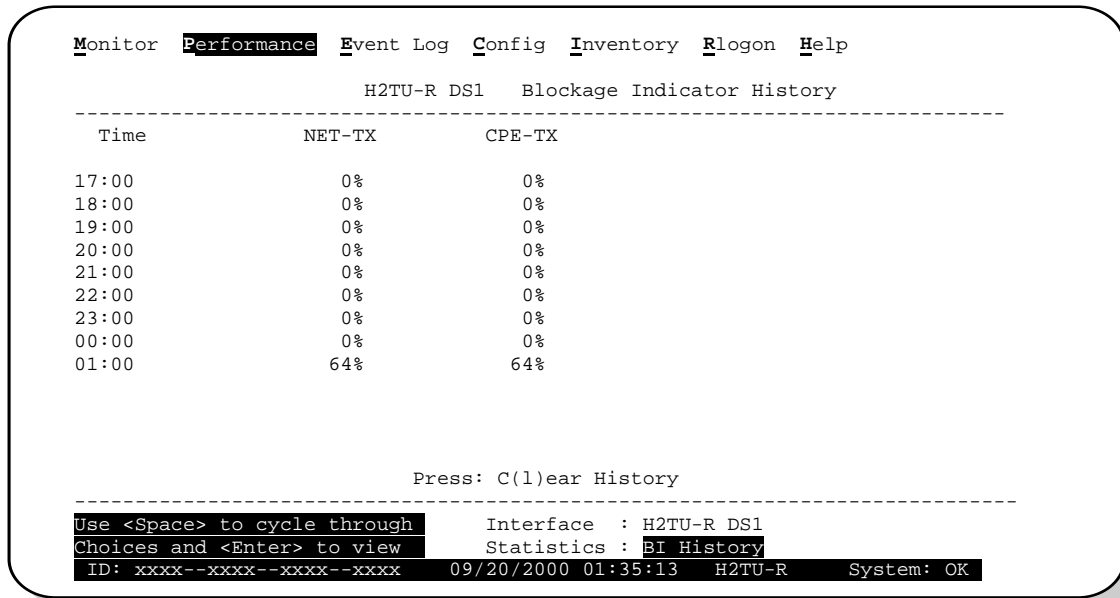 Monitor Performance Event Log Config Inventory Rlogon Help
H2TU-R DS1 Blockage Indicator History
--------------------------------------------------------------------------------
Time NET-TX CPE-TX
17:00 0% 0%
18:00 0% 0%
19:00 0% 0%
20:00 0% 0%
21:00 0% 0%
22:00 0% 0%
23:00 0% 0%
00:00 0% 0%
01:00 64% 64%
Press: C(l)ear History
--------------------------------------------------------------------------------
Use <Space> to cycle through Interface : H2TU-R DS1
Choices and <Enter> to view Statistics : BI History
ID: xxxx--xxxx--xxxx--xxxx 09/20/2000 01:35:13 H2TU-R System: OK